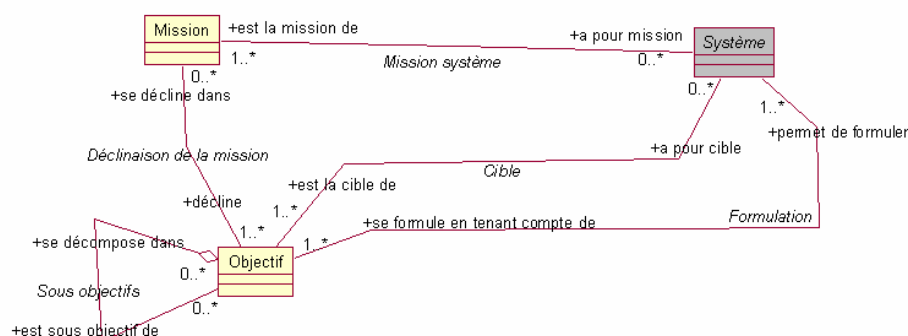 Mission
+est la mission de
1..*
Mission système
+a pour mission
0..*
Système
0..*
+se décline dans
0..*
1..*
+permet de formuler
Déclinaison de la mission
+a pour cible
Cible
+est la cible de
+décline
1..*
1..*
+se formule en tenant compte de
Formulation
1..*
+se décompose dans
0..*
Objectif
Sous objectifs
0..*
+est sous objectif de